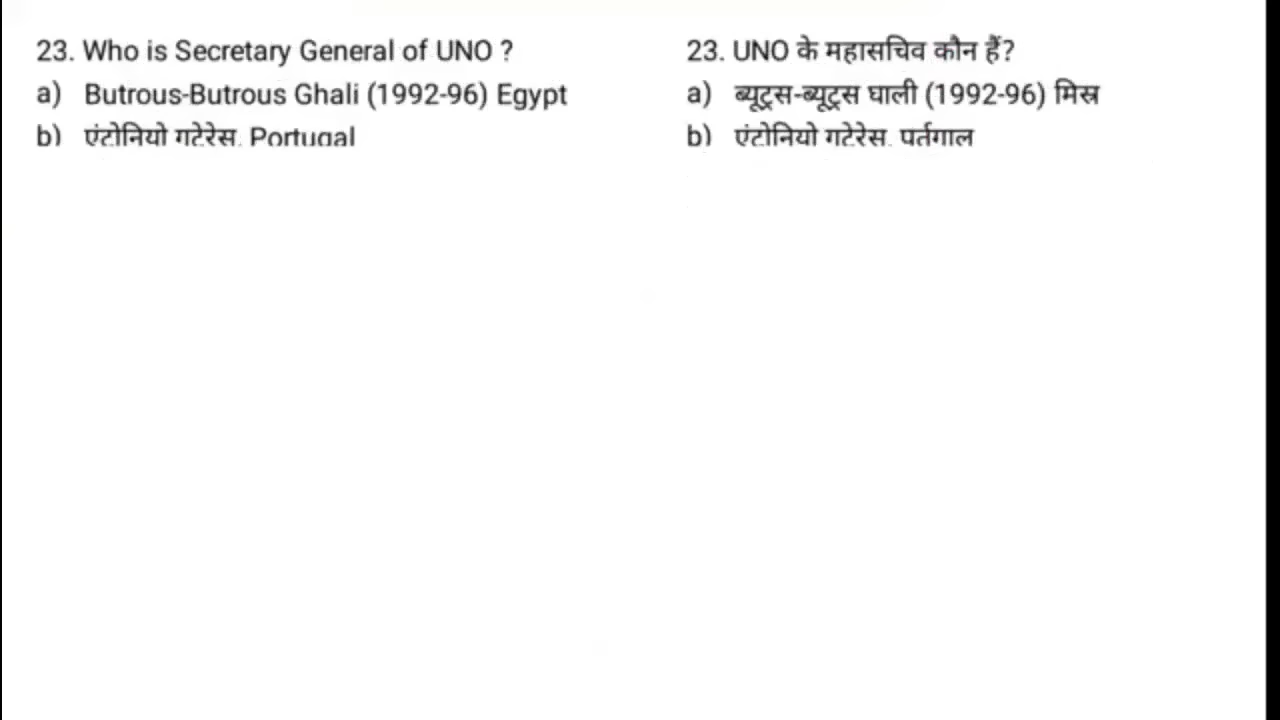 23. Who is Secretary General of UNO ?
a) Butrous-Butrous Ghali (1992-96) Egypt
b) एंटोनियो गटेरेस, Portugal
23. UNO के महासचिव कौन हैं?
a) ब्यूट्रस-ब्यूट्रस घाली (1992-96) मिस्र
b) एंटोनियो गटेरेस, पुर्तगाल